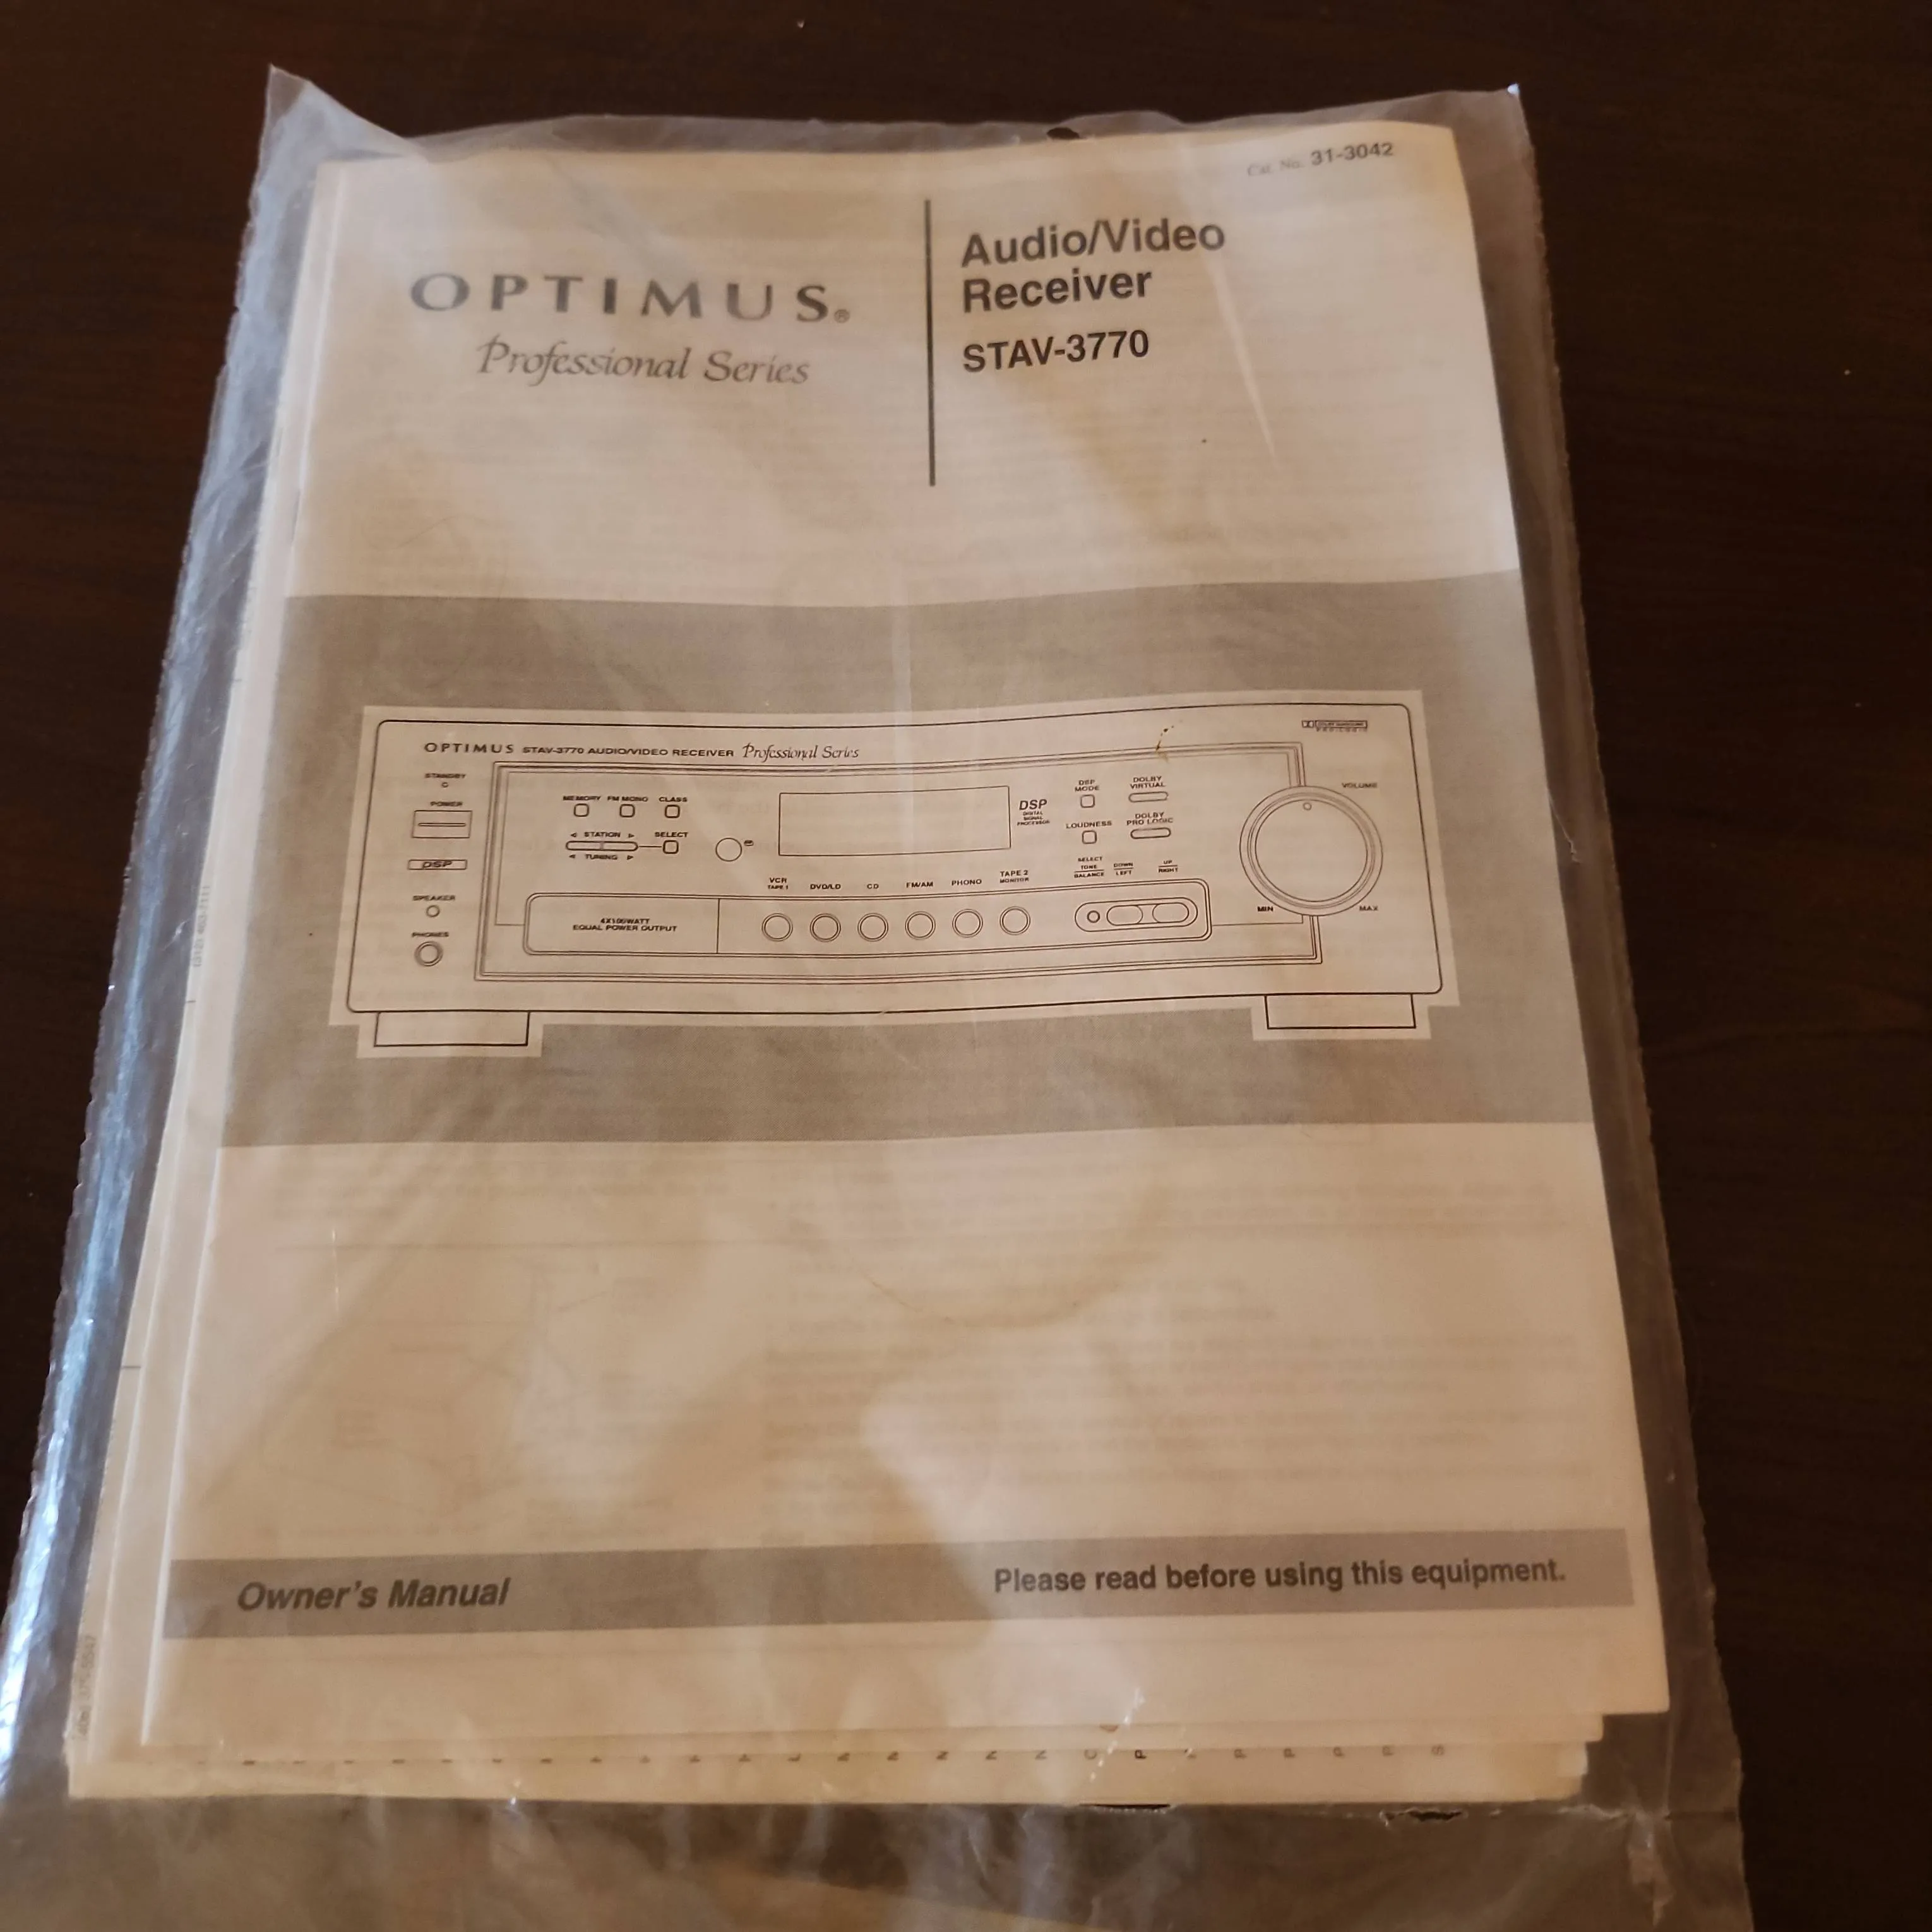 Cat. No. 31-3042
OPTIMUS®
Professional Series
Audio/Video
Receiver
STAV-3770
OPTIMUS STAV-3770 AUDIO/VIDEO RECEIVER Professional Series
STANDBY
POWER
DSP
SPEAKER
PHONES
MEMORY FM MONO CLASS
◄ STATION ► SELECT
◄ TUNING ►
DSP
DIGITAL
SIGNAL
PROCESSOR
DSP
MODE
DOLBY
VIRTUAL
LOUDNESS
DOLBY
PRO LOGIC
VOLUME
MIN
MAX
VCR
TAPE 1
DVD/LD
CD
FM/AM
PHONO
TAPE 2
MONITOR
SELECT
TONE
BALANCE
DOWN
LEFT
UP
RIGHT
4X100WATT
EQUAL POWER OUTPUT
Owner's Manual
Please read before using this equipment.